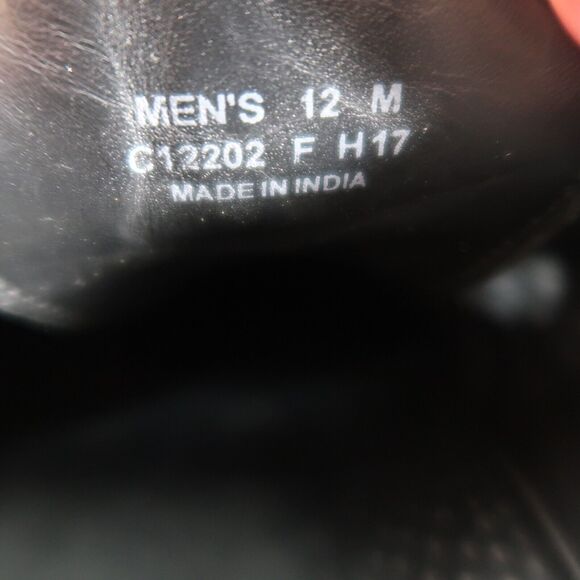 MEN'S 12 M
C12202 F H17
MADE IN INDIA